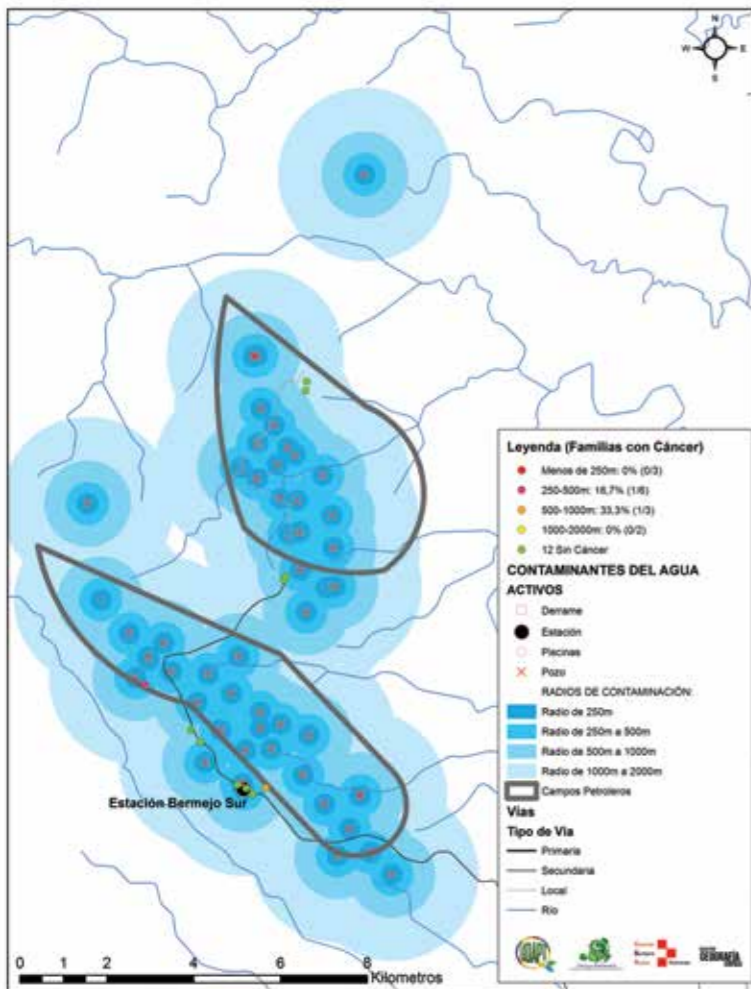 N
W E
S
Leyenda (Familias con Cáncer)
Menos de 250m: 0% (0/3)
250-500m: 16,7% (1/6)
500-1000m: 33,3% (1/3)
1000-2000m: 0% (0/2)
12 Sin Cáncer
CONTAMINANTES DEL AGUA
ACTIVOS
Derrame
Estación
Piscinas
Pozo
RADIOS DE CONTAMINACIÓN:
Radio de 250m
Radio de 250m a 500m
Radio de 500m a 1000m
Radio de 1000m a 2000m
Campos Petroleros
Vías
Tipo de Vía
Primaria
Secundaria
Local
Río
Estación Bermejo Sur
0 1 2 4 6 8
Kilometros
GEOGRAFÍA